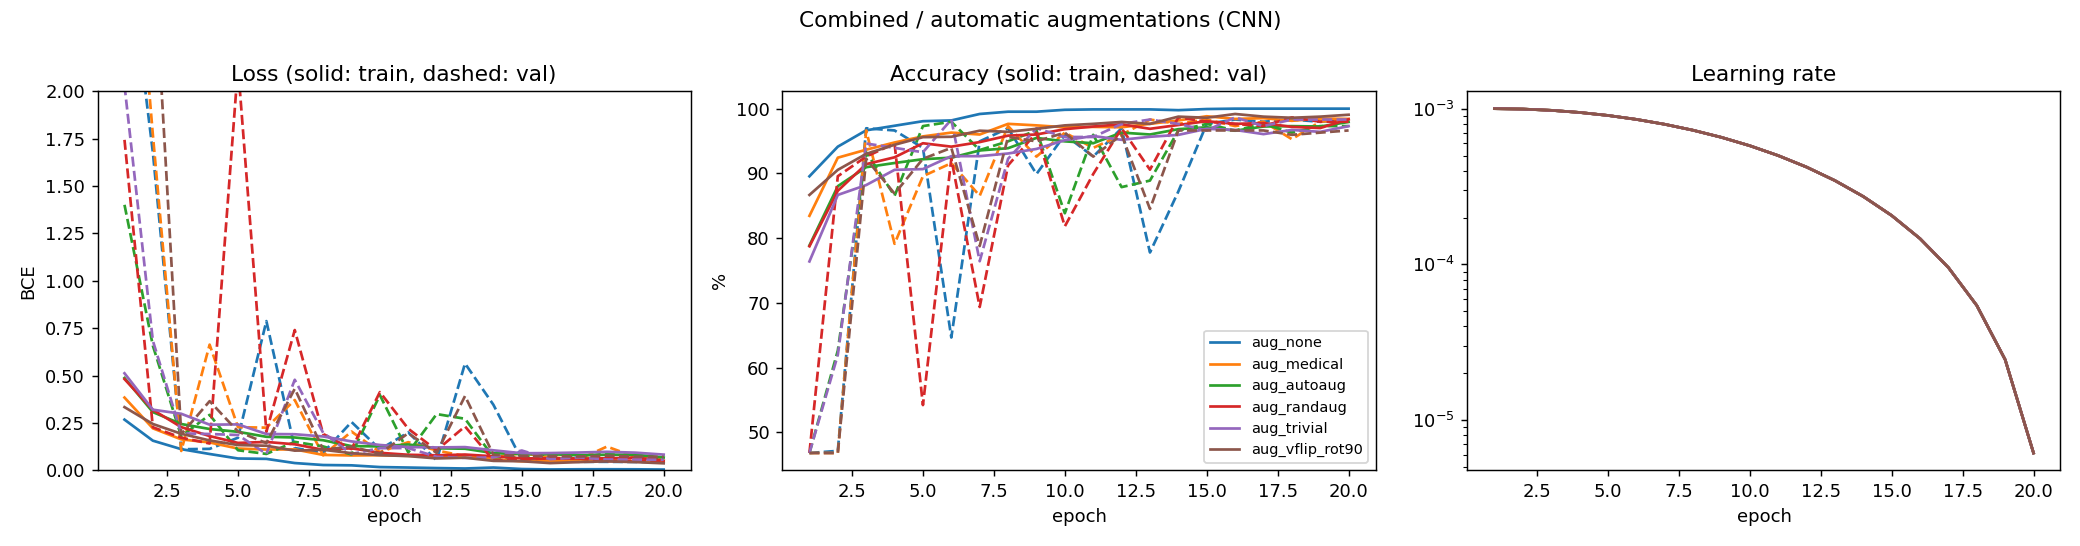 Combined / automatic augmentations (CNN)
Loss (solid: train, dashed: val)
2.00
1.75
1.50
1.25
1.00
0.75
0.50
0.25
0.00
BCE
2.5 5.0 7.5 10.0 12.5 15.0 17.5 20.0
epoch
Accuracy (solid: train, dashed: val)
100
90
80
70
60
50
%
aug_none
aug_medical
aug_autoaug
aug_randaug
aug_trivial
aug_vflip_rot90
2.5 5.0 7.5 10.0 12.5 15.0 17.5 20.0
epoch
Learning rate
10⁻³
10⁻⁴
10⁻⁵
2.5 5.0 7.5 10.0 12.5 15.0 17.5 20.0
epoch